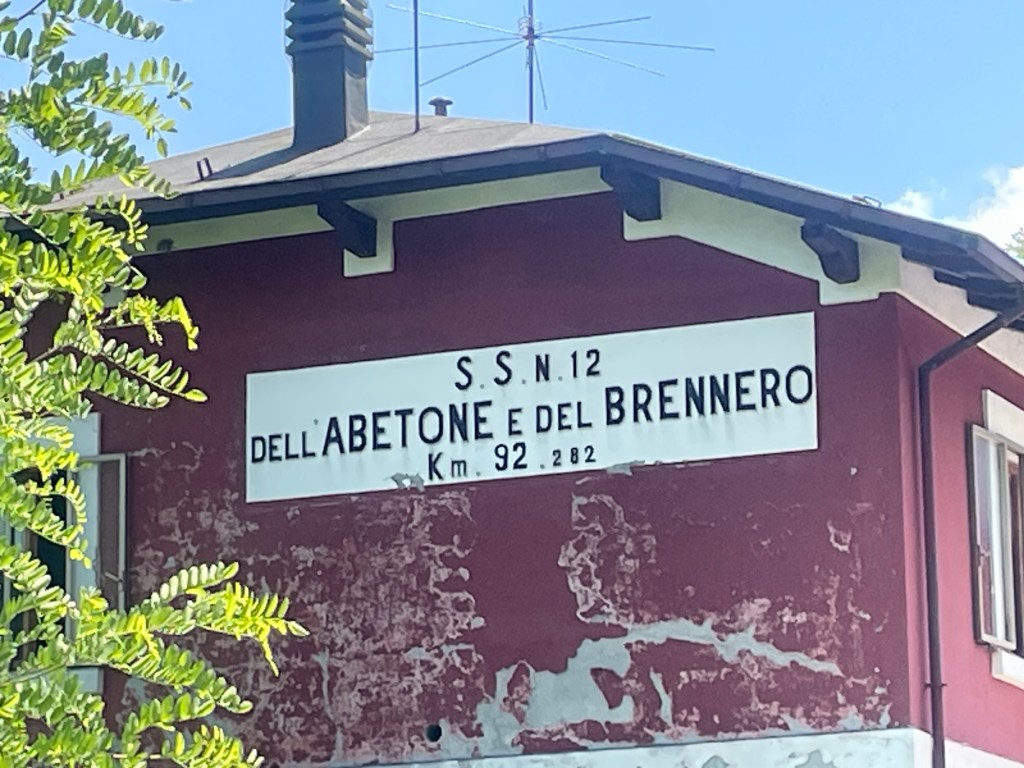 S.S.N.12
DELL'ABETONE E DEL BRENNERO
Km. 92.282